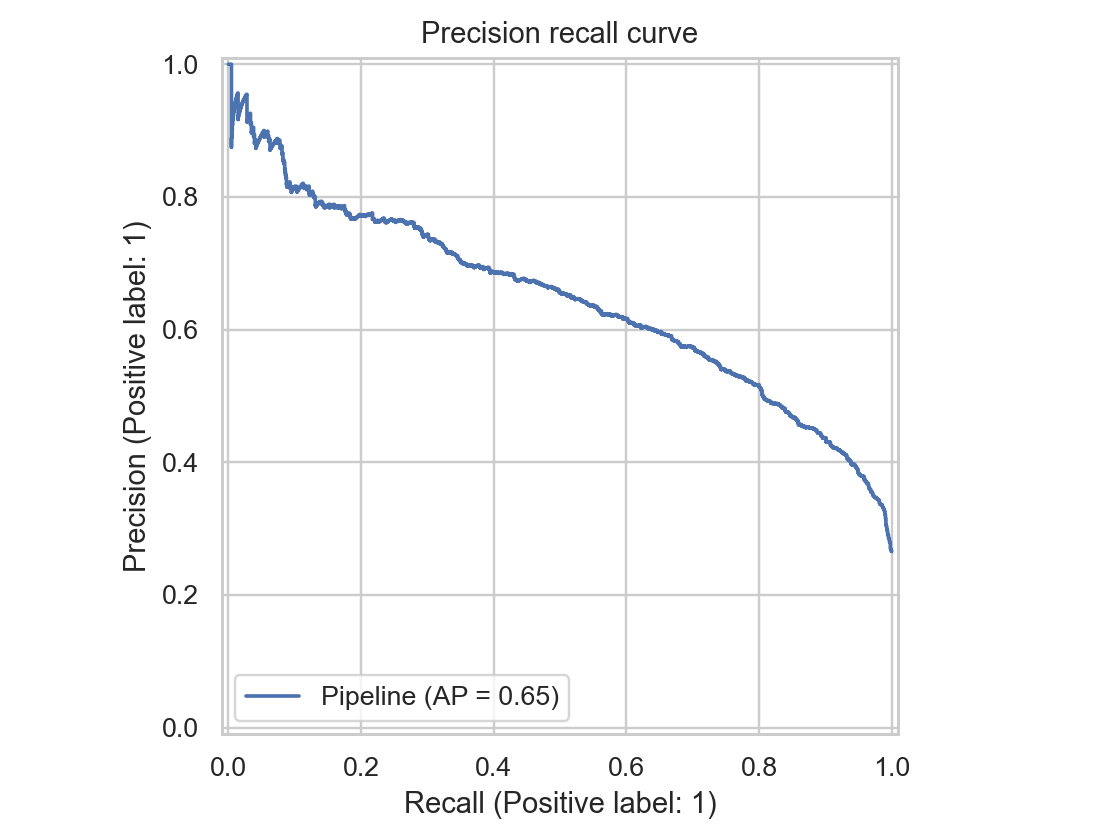 Precision recall curve
Precision (Positive label: 1)
1.0
0.8
0.6
0.4
0.2
0.0
Pipeline (AP = 0.65)
0.0 0.2 0.4 0.6 0.8 1.0
Recall (Positive label: 1)